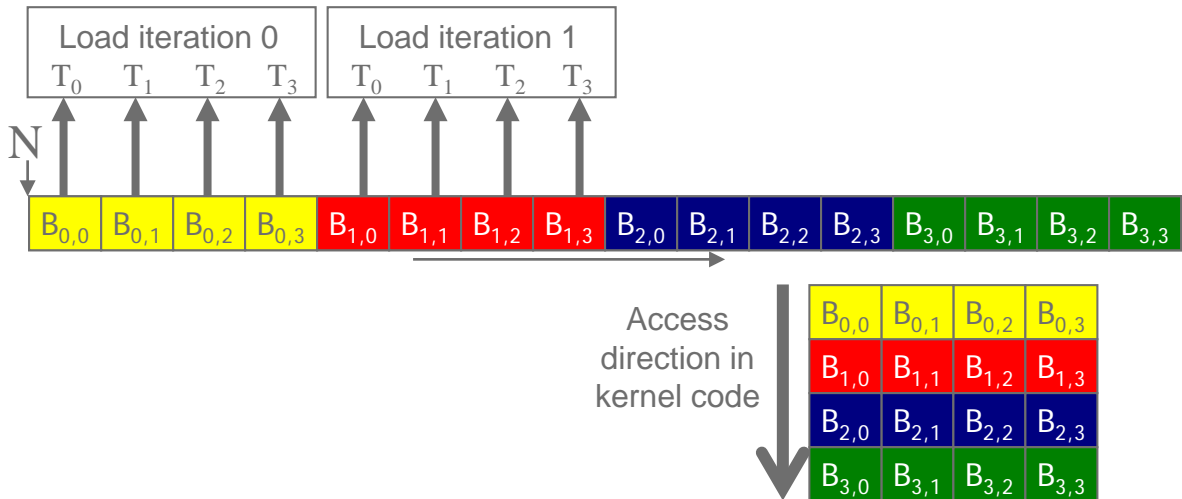 Load iteration 0 Load iteration 1
T0 T1 T2 T3 T0 T1 T2 T3
N
B0,0 B0,1 B0,2 B0,3 B1,0 B1,1 B1,2 B1,3 B2,0 B2,1 B2,2 B2,3 B3,0 B3,1 B3,2 B3,3
Access
direction in
kernel code
B0,0 B0,1 B0,2 B0,3
B1,0 B1,1 B1,2 B1,3
B2,0 B2,1 B2,2 B2,3
B3,0 B3,1 B3,2 B3,3